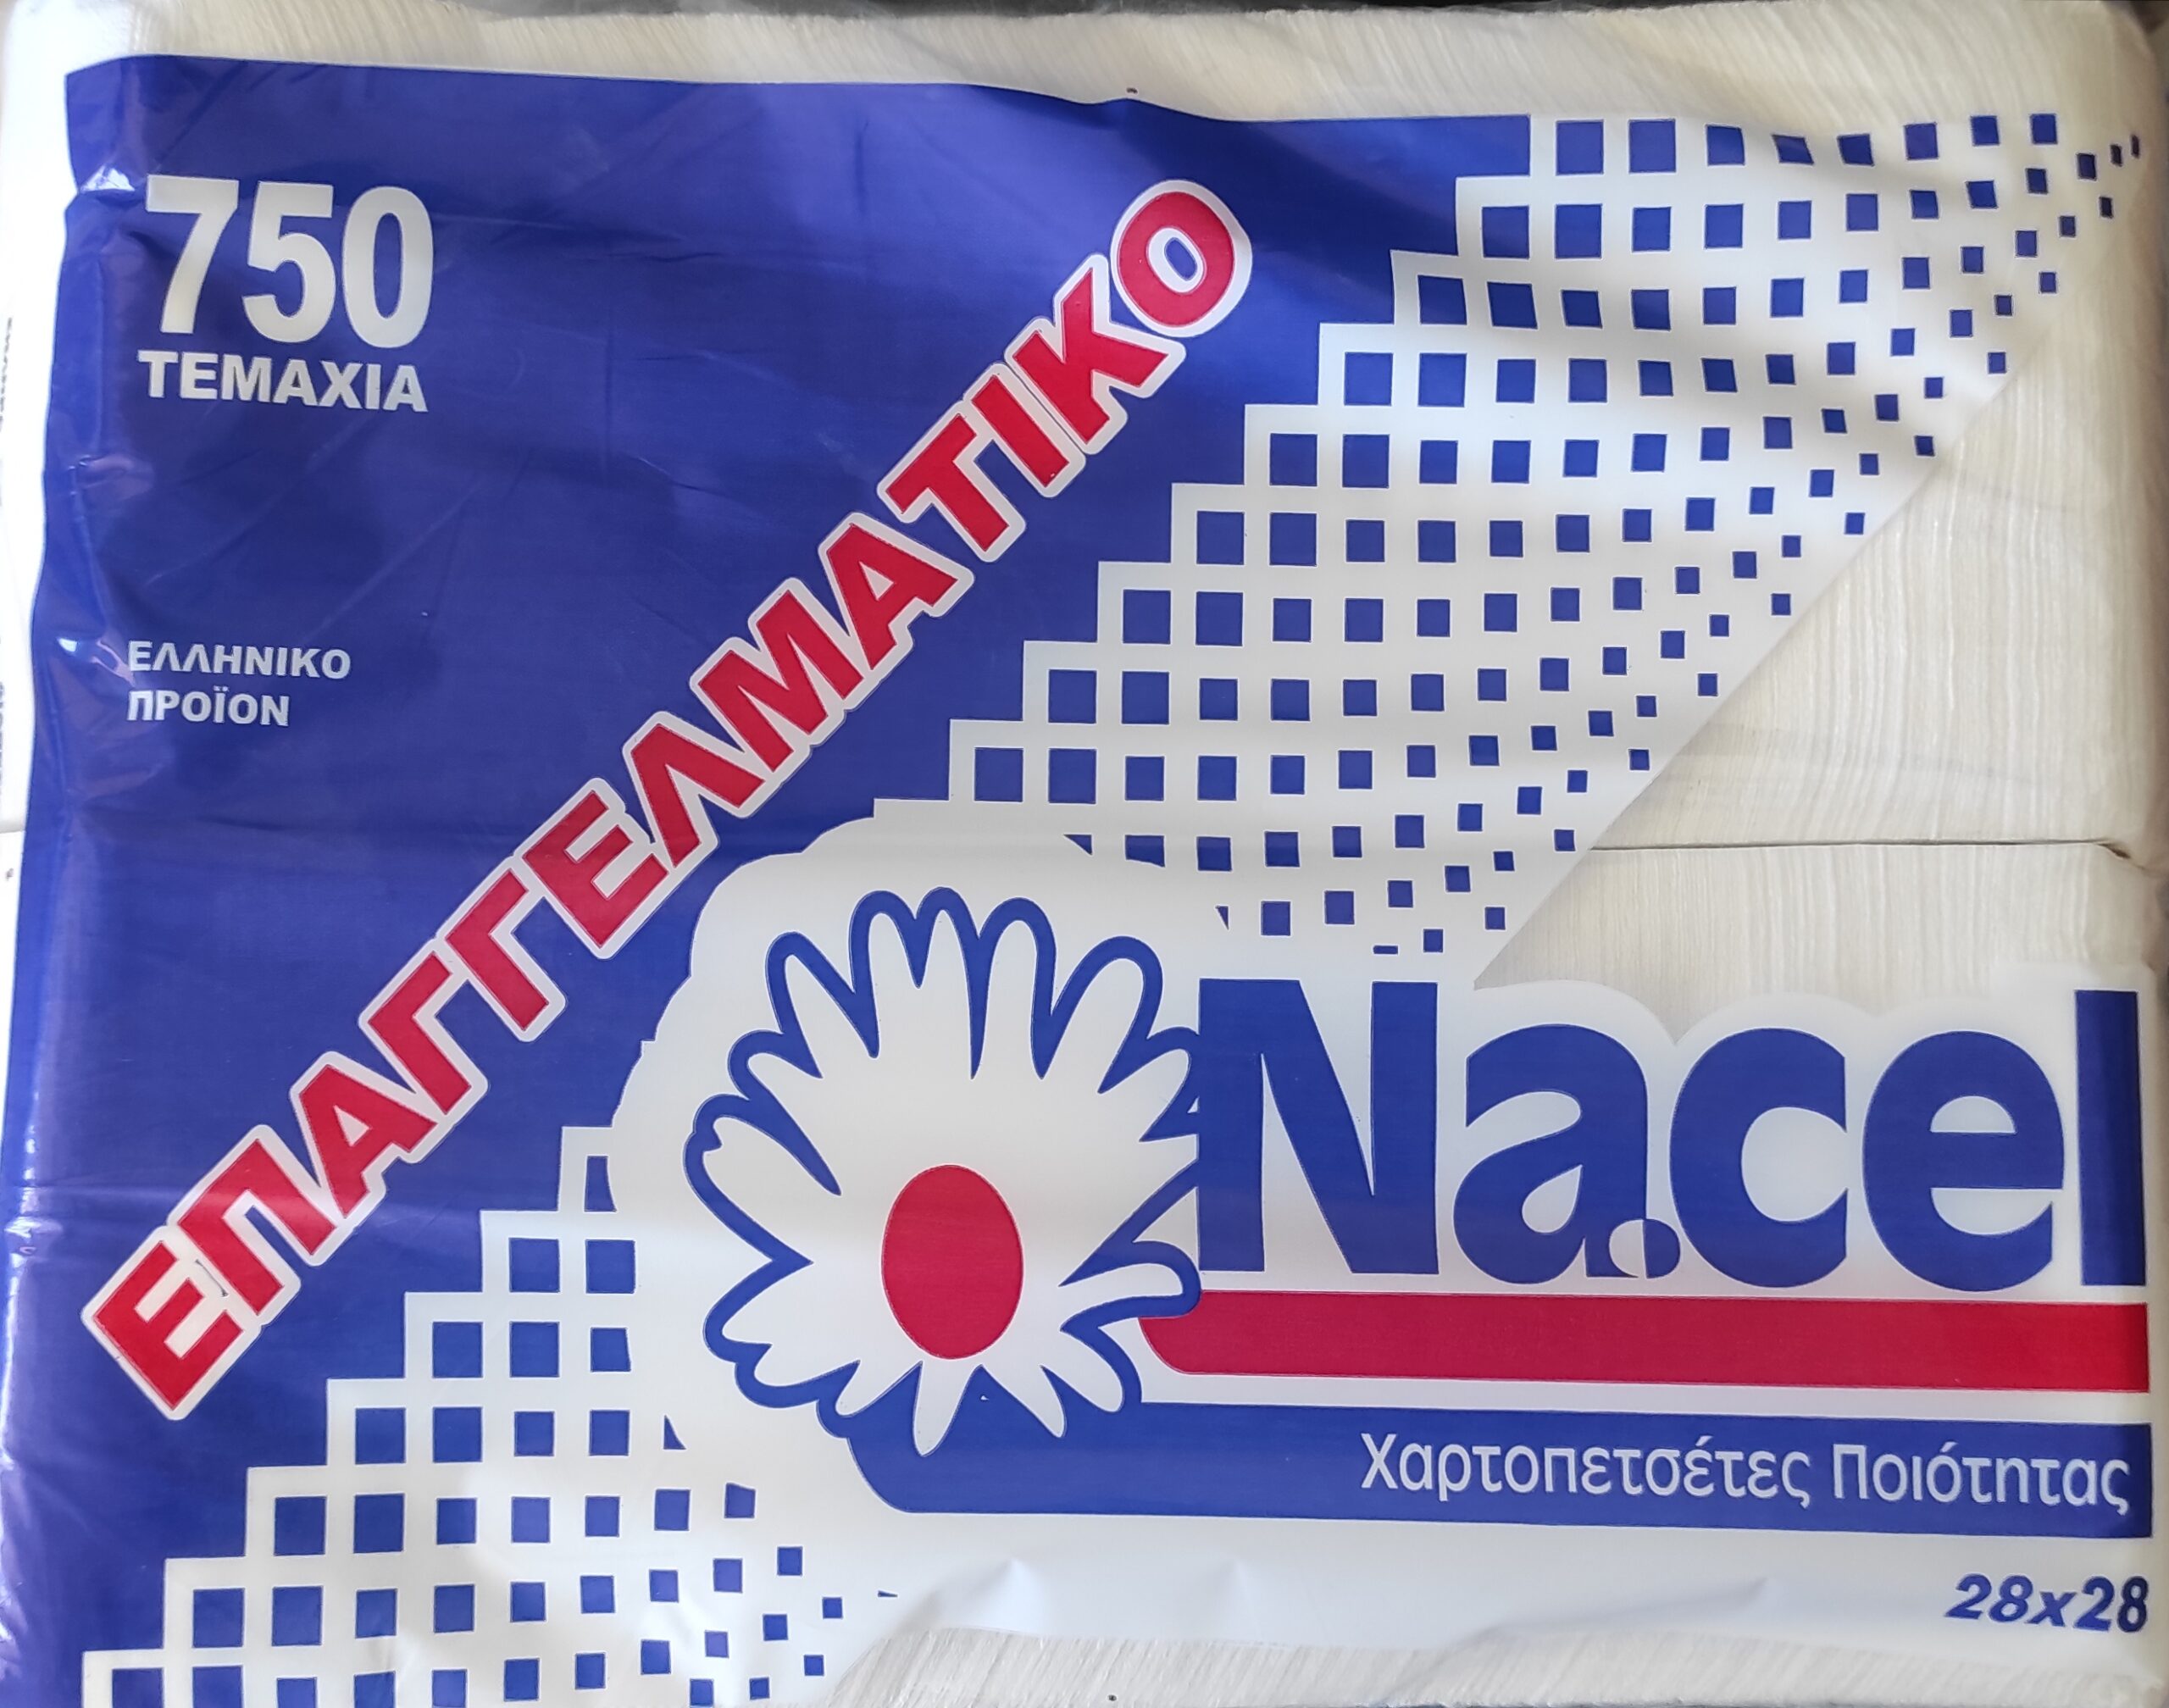 750
ΤΕΜΑΧΙΑ
ΕΠΑΓΓΕΛΜΑΤΙΚΟ
ΕΛΛΗΝΙΚΟ
ΠΡΟΪΟΝ
Na.cel
Χαρτοπετσέτες Ποιότητας
28x28